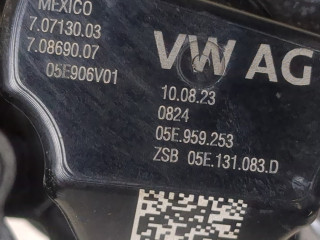 MEXICO
7.07130.03
7.08690.07
05E906V01
VW AG
10.08.23
0824
05E.959.253
ZSB 05E.131.083.D